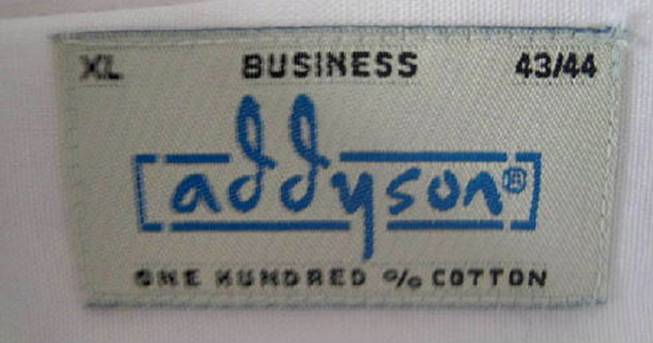 XL BUSINESS 43/44
addyson®
ONE HUNDRED % COTTON